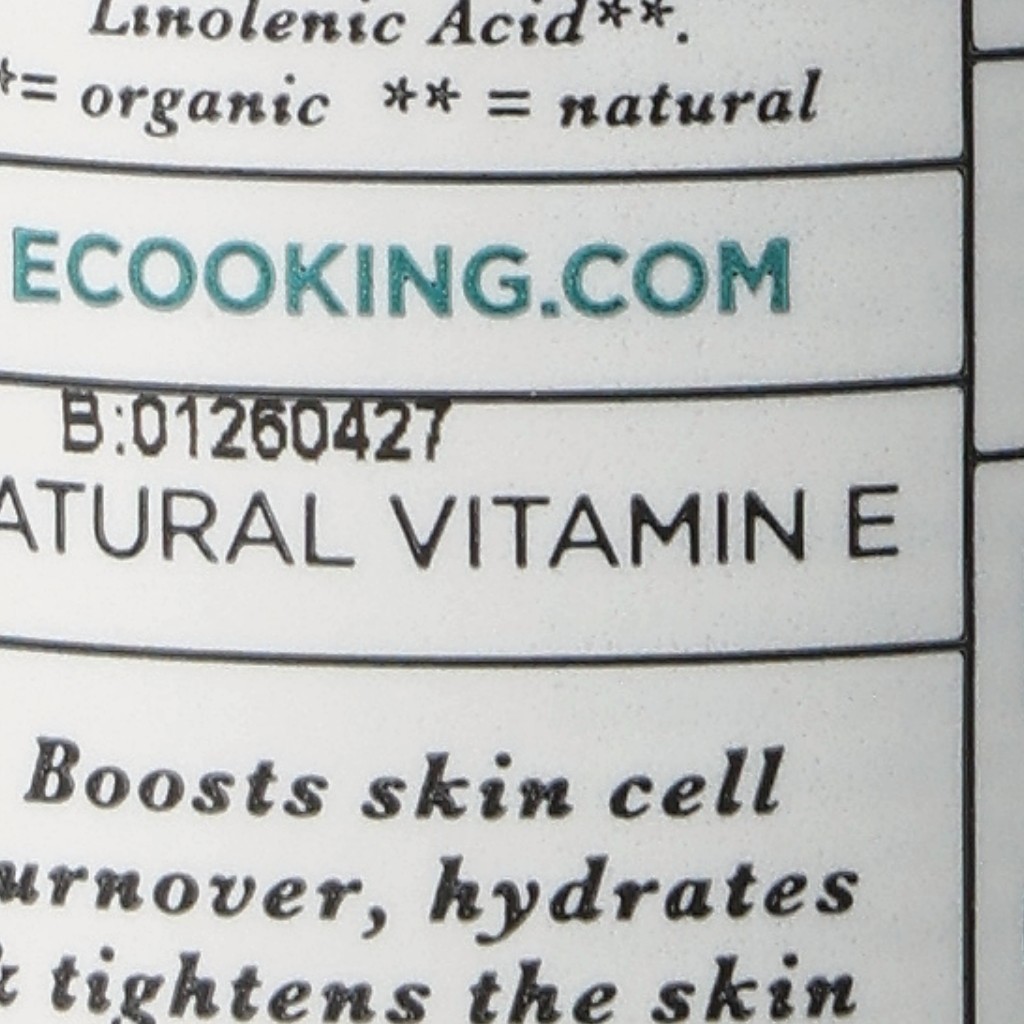 Linolenic Acid**.
*= organic ** = natural
ECOOKING.COM
B:01260427
ATURAL VITAMIN E
Boosts skin cell
urnover, hydrates
& tightens the skin